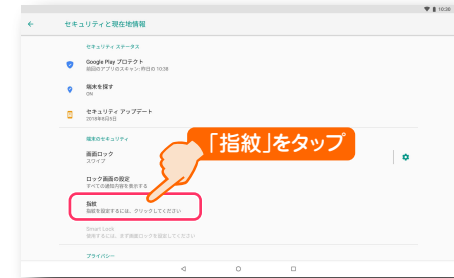 10:38
← セキュリティと現在地情報
セキュリティ ステータス
Google Play プロテクト
前回のアプリのスキャン: 昨日の 10:38
端末を探す
ON
セキュリティ アップデート
2018年8月5日
端末のセキュリティ
画面ロック
スワイプ
「指紋」をタップ
ロック画面の設定
すべての通知内容を表示する
指紋
指紋を設定するには、クリックしてください
Smart Lock
使用するには、まず画面ロックを設定してください
プライバシー